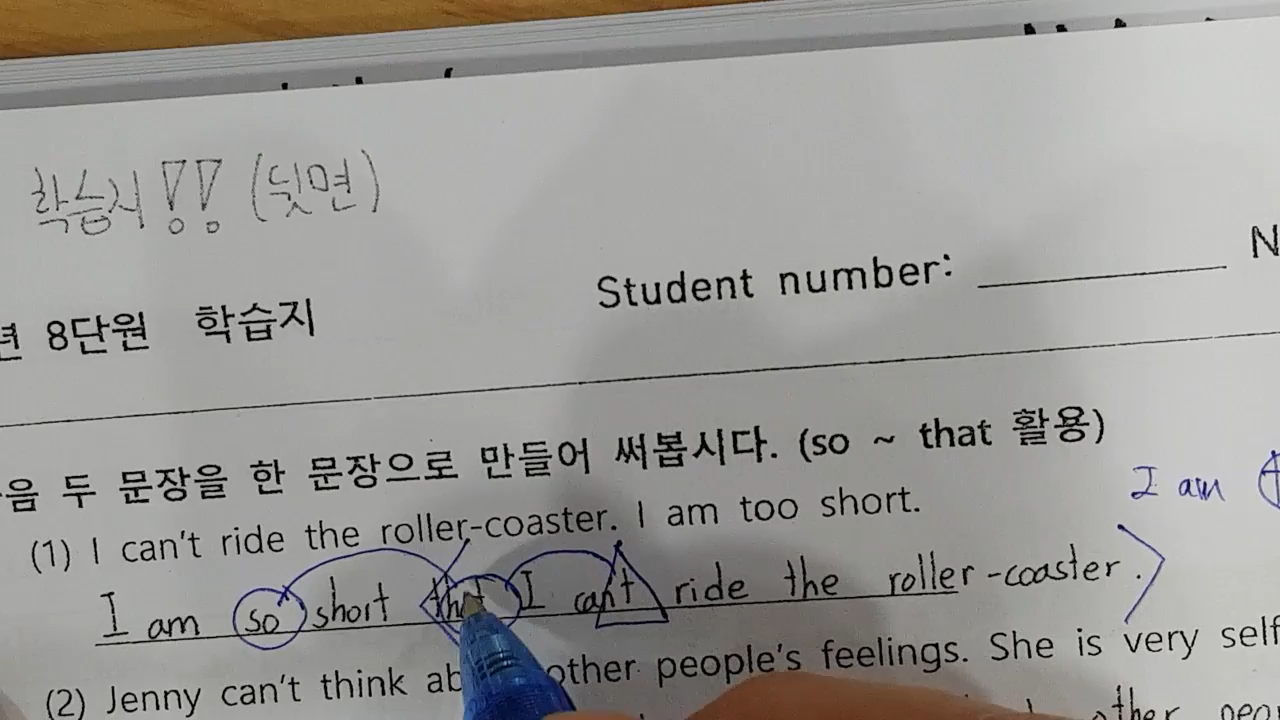 학습지!! (뒷면)
Student number:
년 8단원 학습지
음 두 문장을 한 문장으로 만들어 써봅시다. (so ~ that 활용)
I am
(1) I can't ride the roller-coaster. I am too short.
I am so short that I can't ride the roller-coaster.
(2) Jenny can't think other people's feelings. She is very self
other